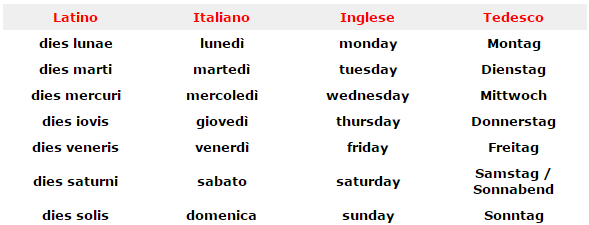 Latino Italiano Inglese Tedesco
dies lunae lunedì monday Montag
dies marti martedì tuesday Dienstag
dies mercuri mercoledì wednesday Mittwoch
dies iovis giovedì thursday Donnerstag
dies veneris venerdì friday Freitag
dies saturni sabato saturday Samstag /
Sonnabend
dies solis domenica sunday Sonntag